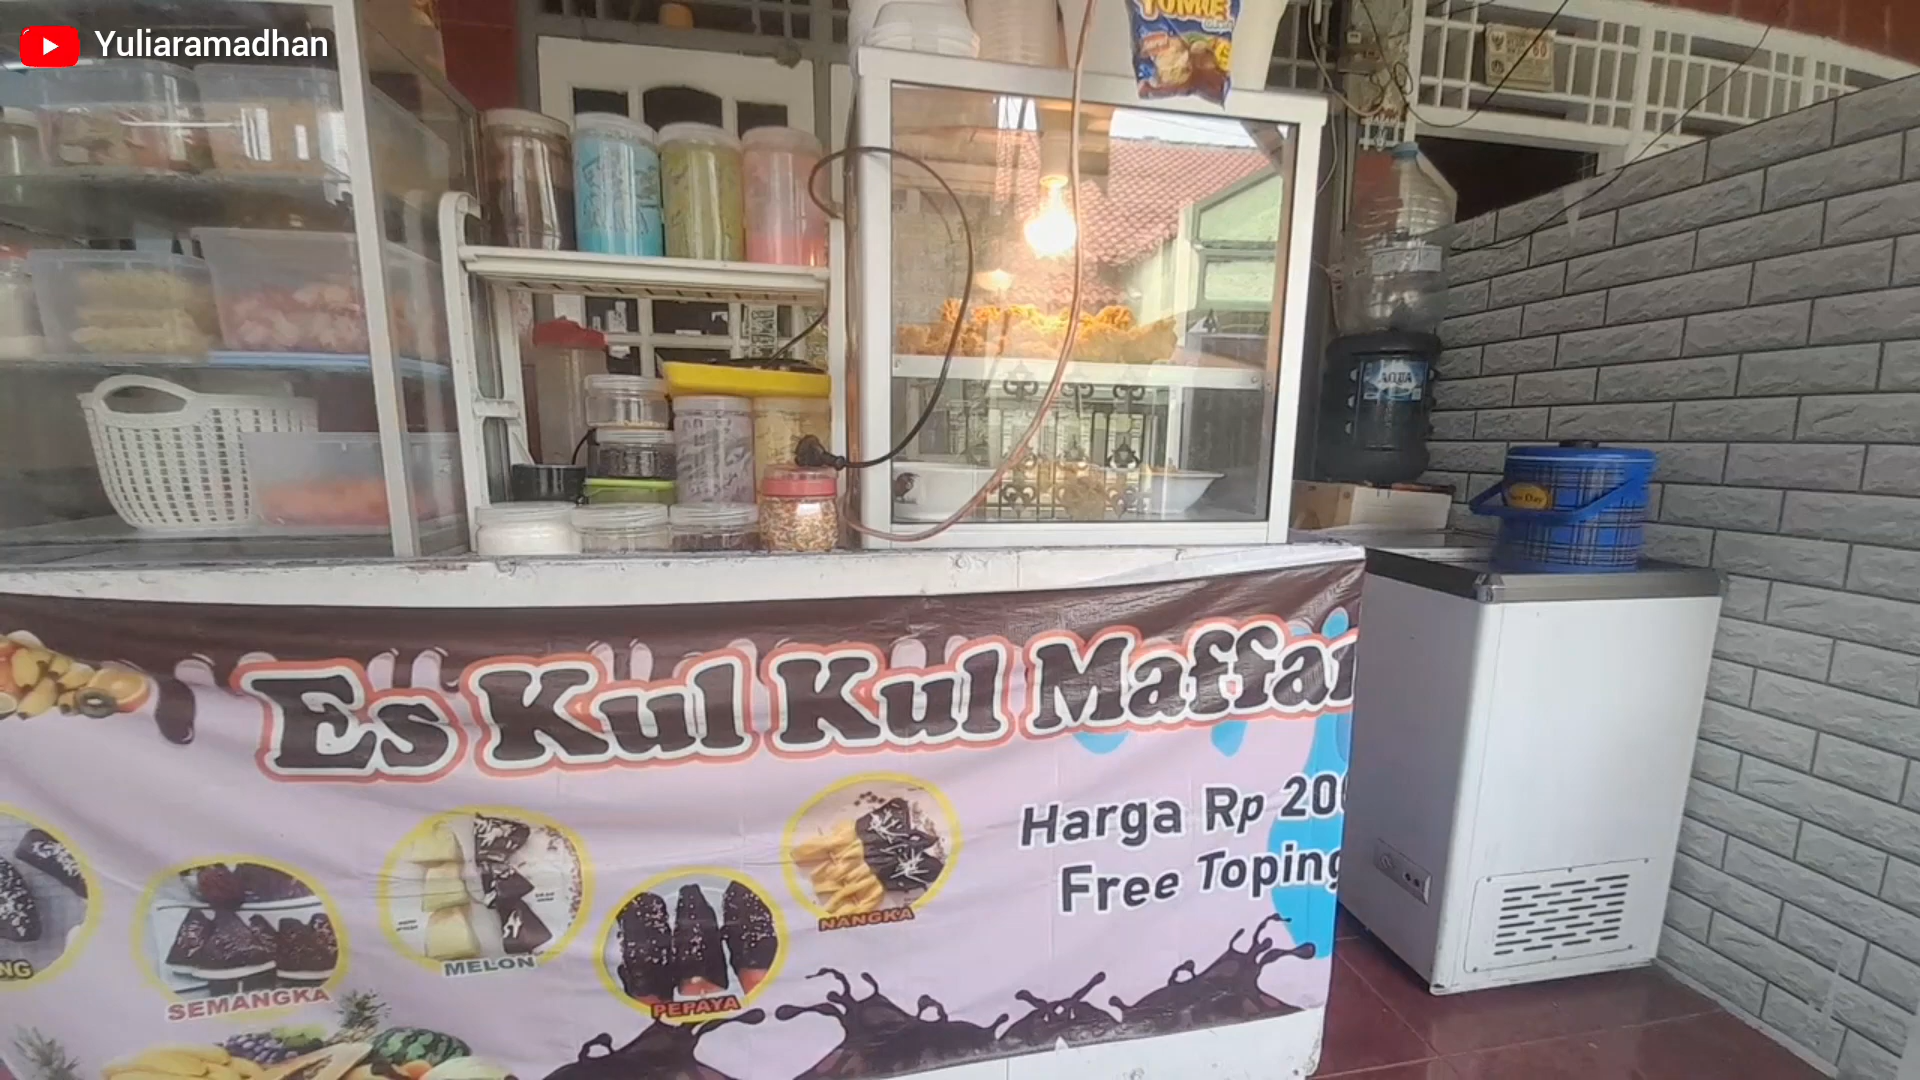 Yuliaramadhan
AQUA
Es Kul Kul Maffa
Harga Rp 20
Free Toping
NG
SEMANGKA
MELON
PEPAYA
NANGKA